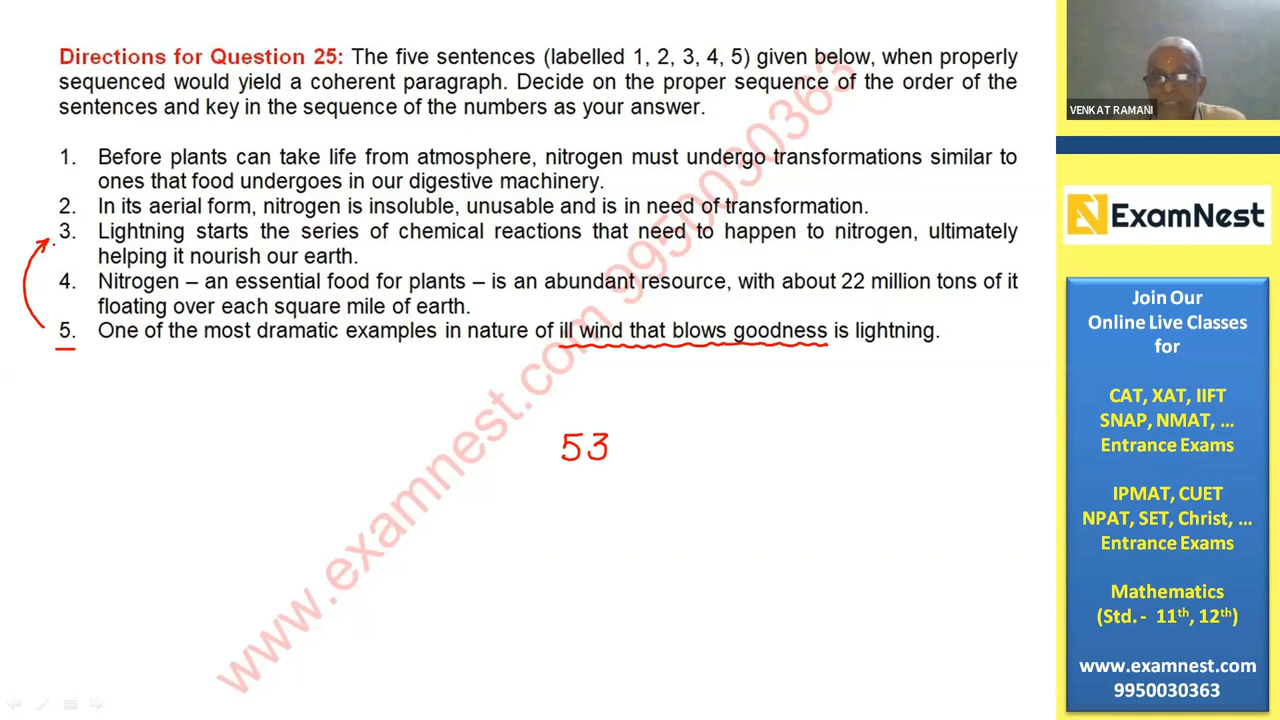 Directions for Question 25: The five sentences (labelled 1, 2, 3, 4, 5) given below, when properly
sequenced would yield a coherent paragraph. Decide on the proper sequence of the order of the
sentences and key in the sequence of the numbers as your answer.
1. Before plants can take life from atmosphere, nitrogen must undergo transformations similar to
ones that food undergoes in our digestive machinery.
2. In its aerial form, nitrogen is insoluble, unusable and is in need of transformation.
3. Lightning starts the series of chemical reactions that need to happen to nitrogen, ultimately
helping it nourish our earth.
4. Nitrogen – an essential food for plants – is an abundant resource, with about 22 million tons of it
floating over each square mile of earth.
5. One of the most dramatic examples in nature of ill wind that blows goodness is lightning.
53
www.examnest.com 9950030363
VENKAT RAMANI
ExamNest
Join Our
Online Live Classes
for
CAT, XAT, IIFT
SNAP, NMAT, ...
Entrance Exams
IPMAT, CUET
NPAT, SET, Christ, ...
Entrance Exams
Mathematics
(Std. - 11th, 12th)
www.examnest.com
9950030363